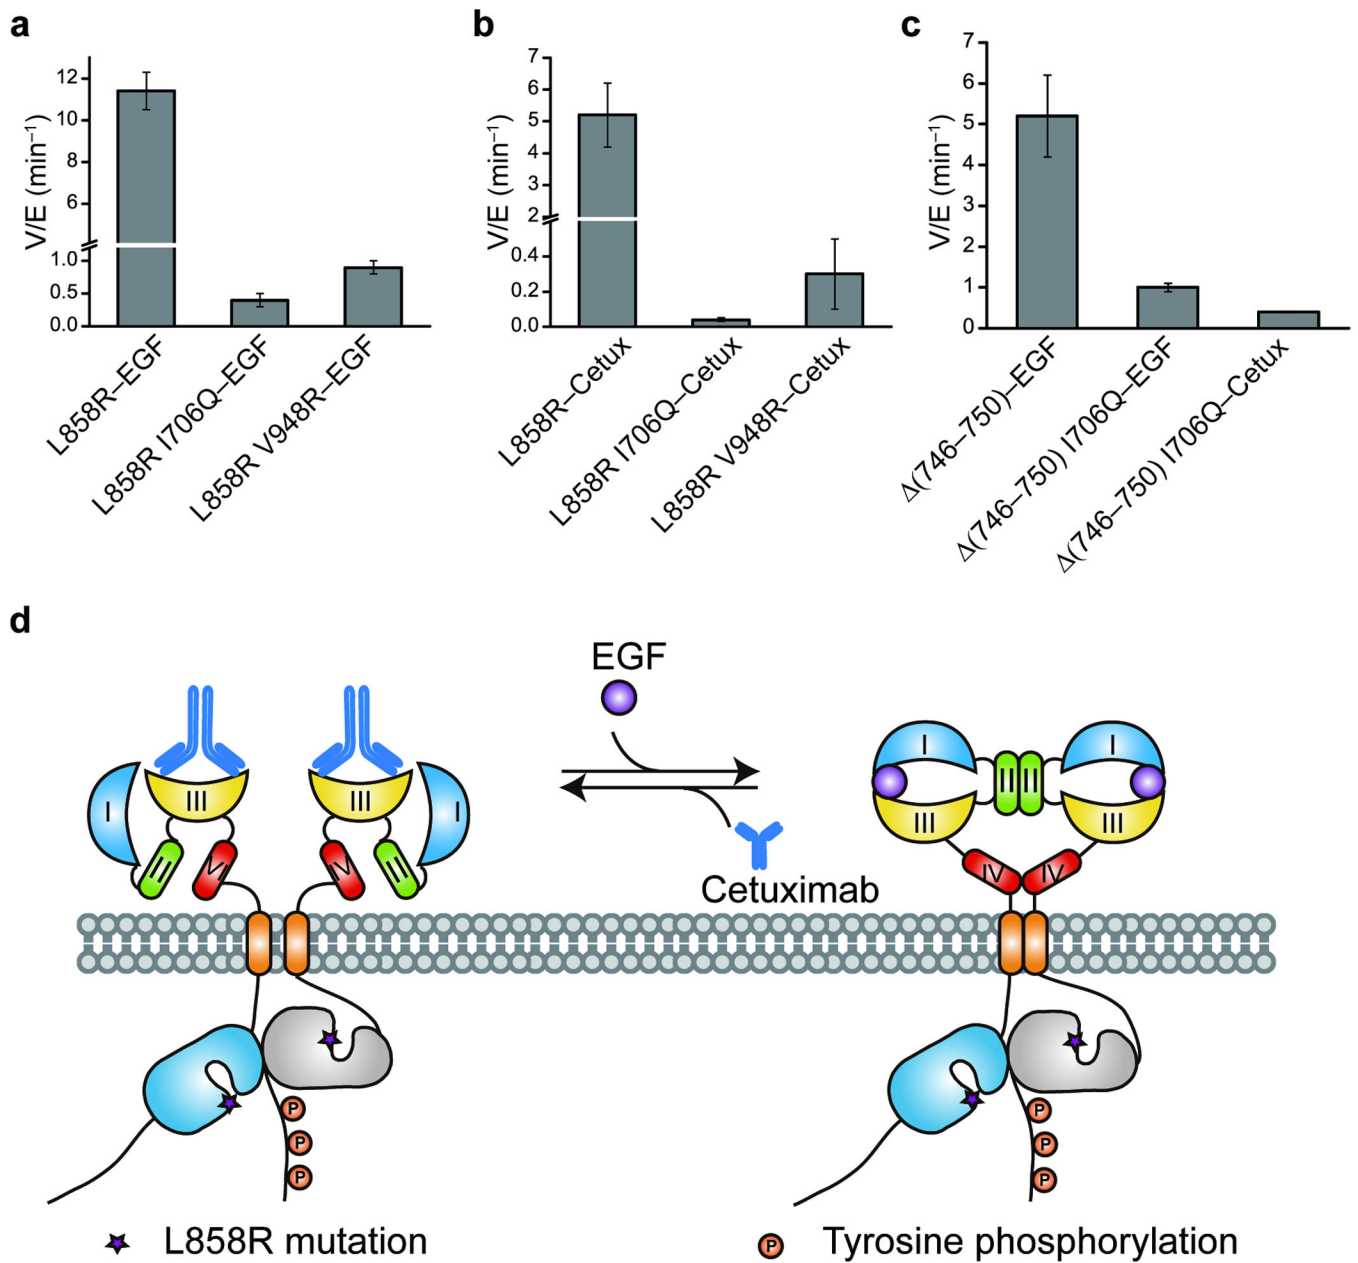 a
V/E (min⁻¹)
12
10
8
6
1.0
0.5
0.0
L858R–EGF
L858R I706Q–EGF
L858R V948R–EGF
b
V/E (min⁻¹)
7
6
5
4
3
2
0.4
0.2
0.0
L858R–Cetux
L858R I706Q–Cetux
L858R V948R–Cetux
c
V/E (min⁻¹)
7
6
5
4
3
2
1
0
Δ(746–750)–EGF
Δ(746–750) I706Q–EGF
Δ(746–750) I706Q–Cetux
d
EGF
Cetuximab
I III III I
II IV IV II
I II II I
III III
IV IV
P P
P P
P P
L858R mutation
P Tyrosine phosphorylation